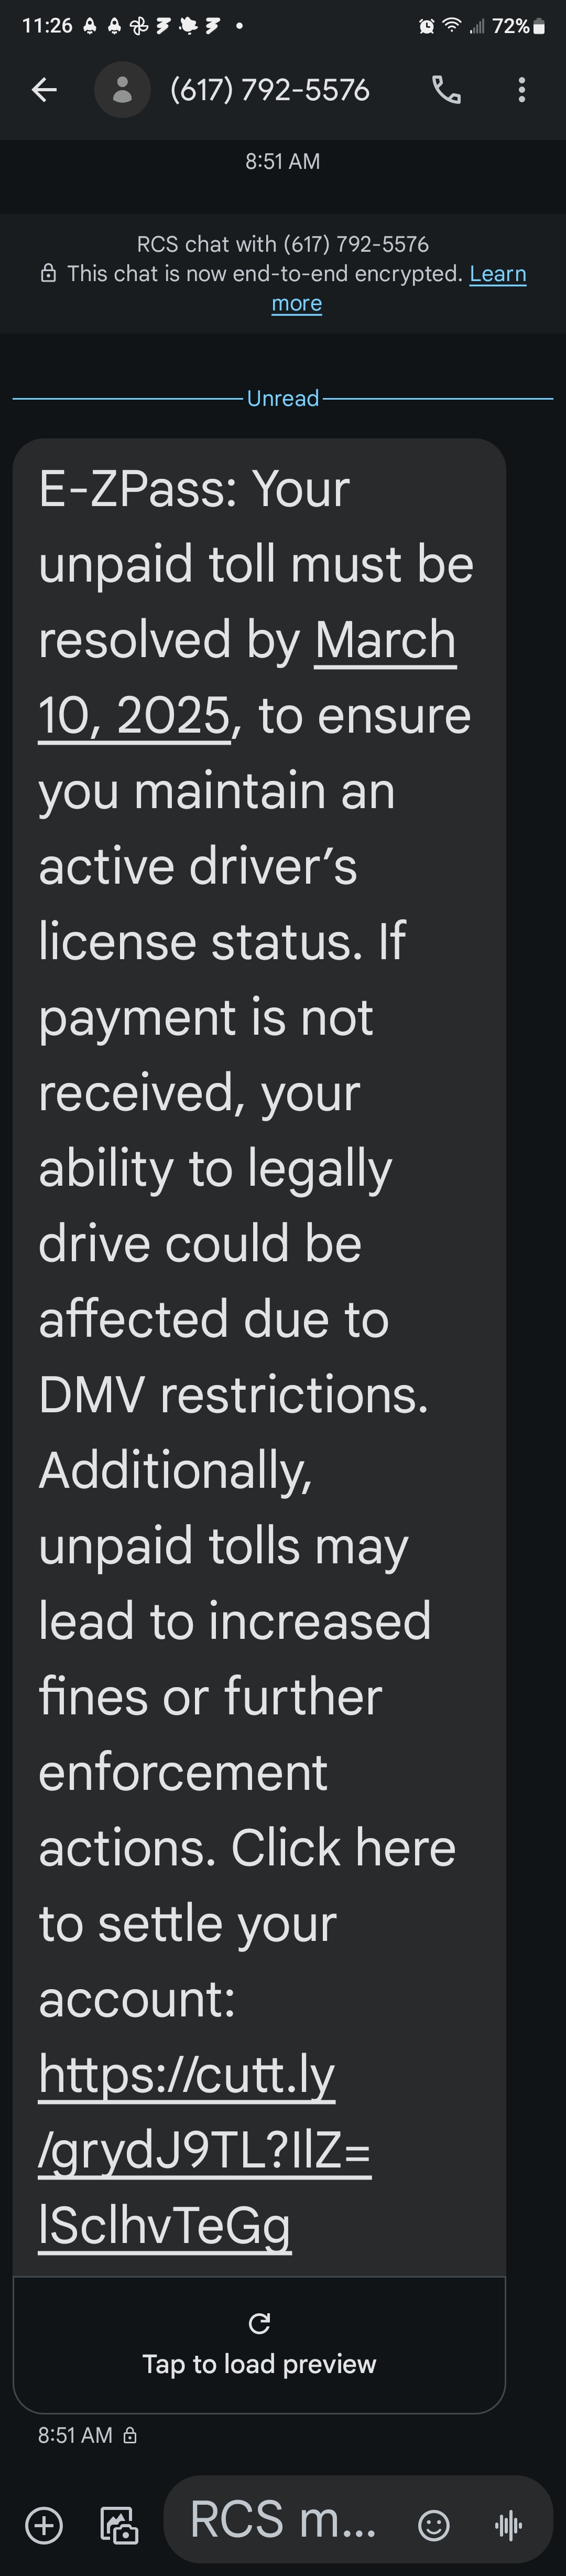 11:26 72%
(617) 792-5576
8:51 AM
RCS chat with (617) 792-5576
This chat is now end-to-end encrypted. Learn
more
Unread
E-ZPass: Your
unpaid toll must be
resolved by March
10, 2025, to ensure
you maintain an
active driver’s
license status. If
payment is not
received, your
ability to legally
drive could be
affected due to
DMV restrictions.
Additionally,
unpaid tolls may
lead to increased
fines or further
enforcement
actions. Click here
to settle your
account:
https://cutt.ly
/grydJ9TL?IlZ=
lSclhvTeGg
Tap to load preview
8:51 AM
RCS m...